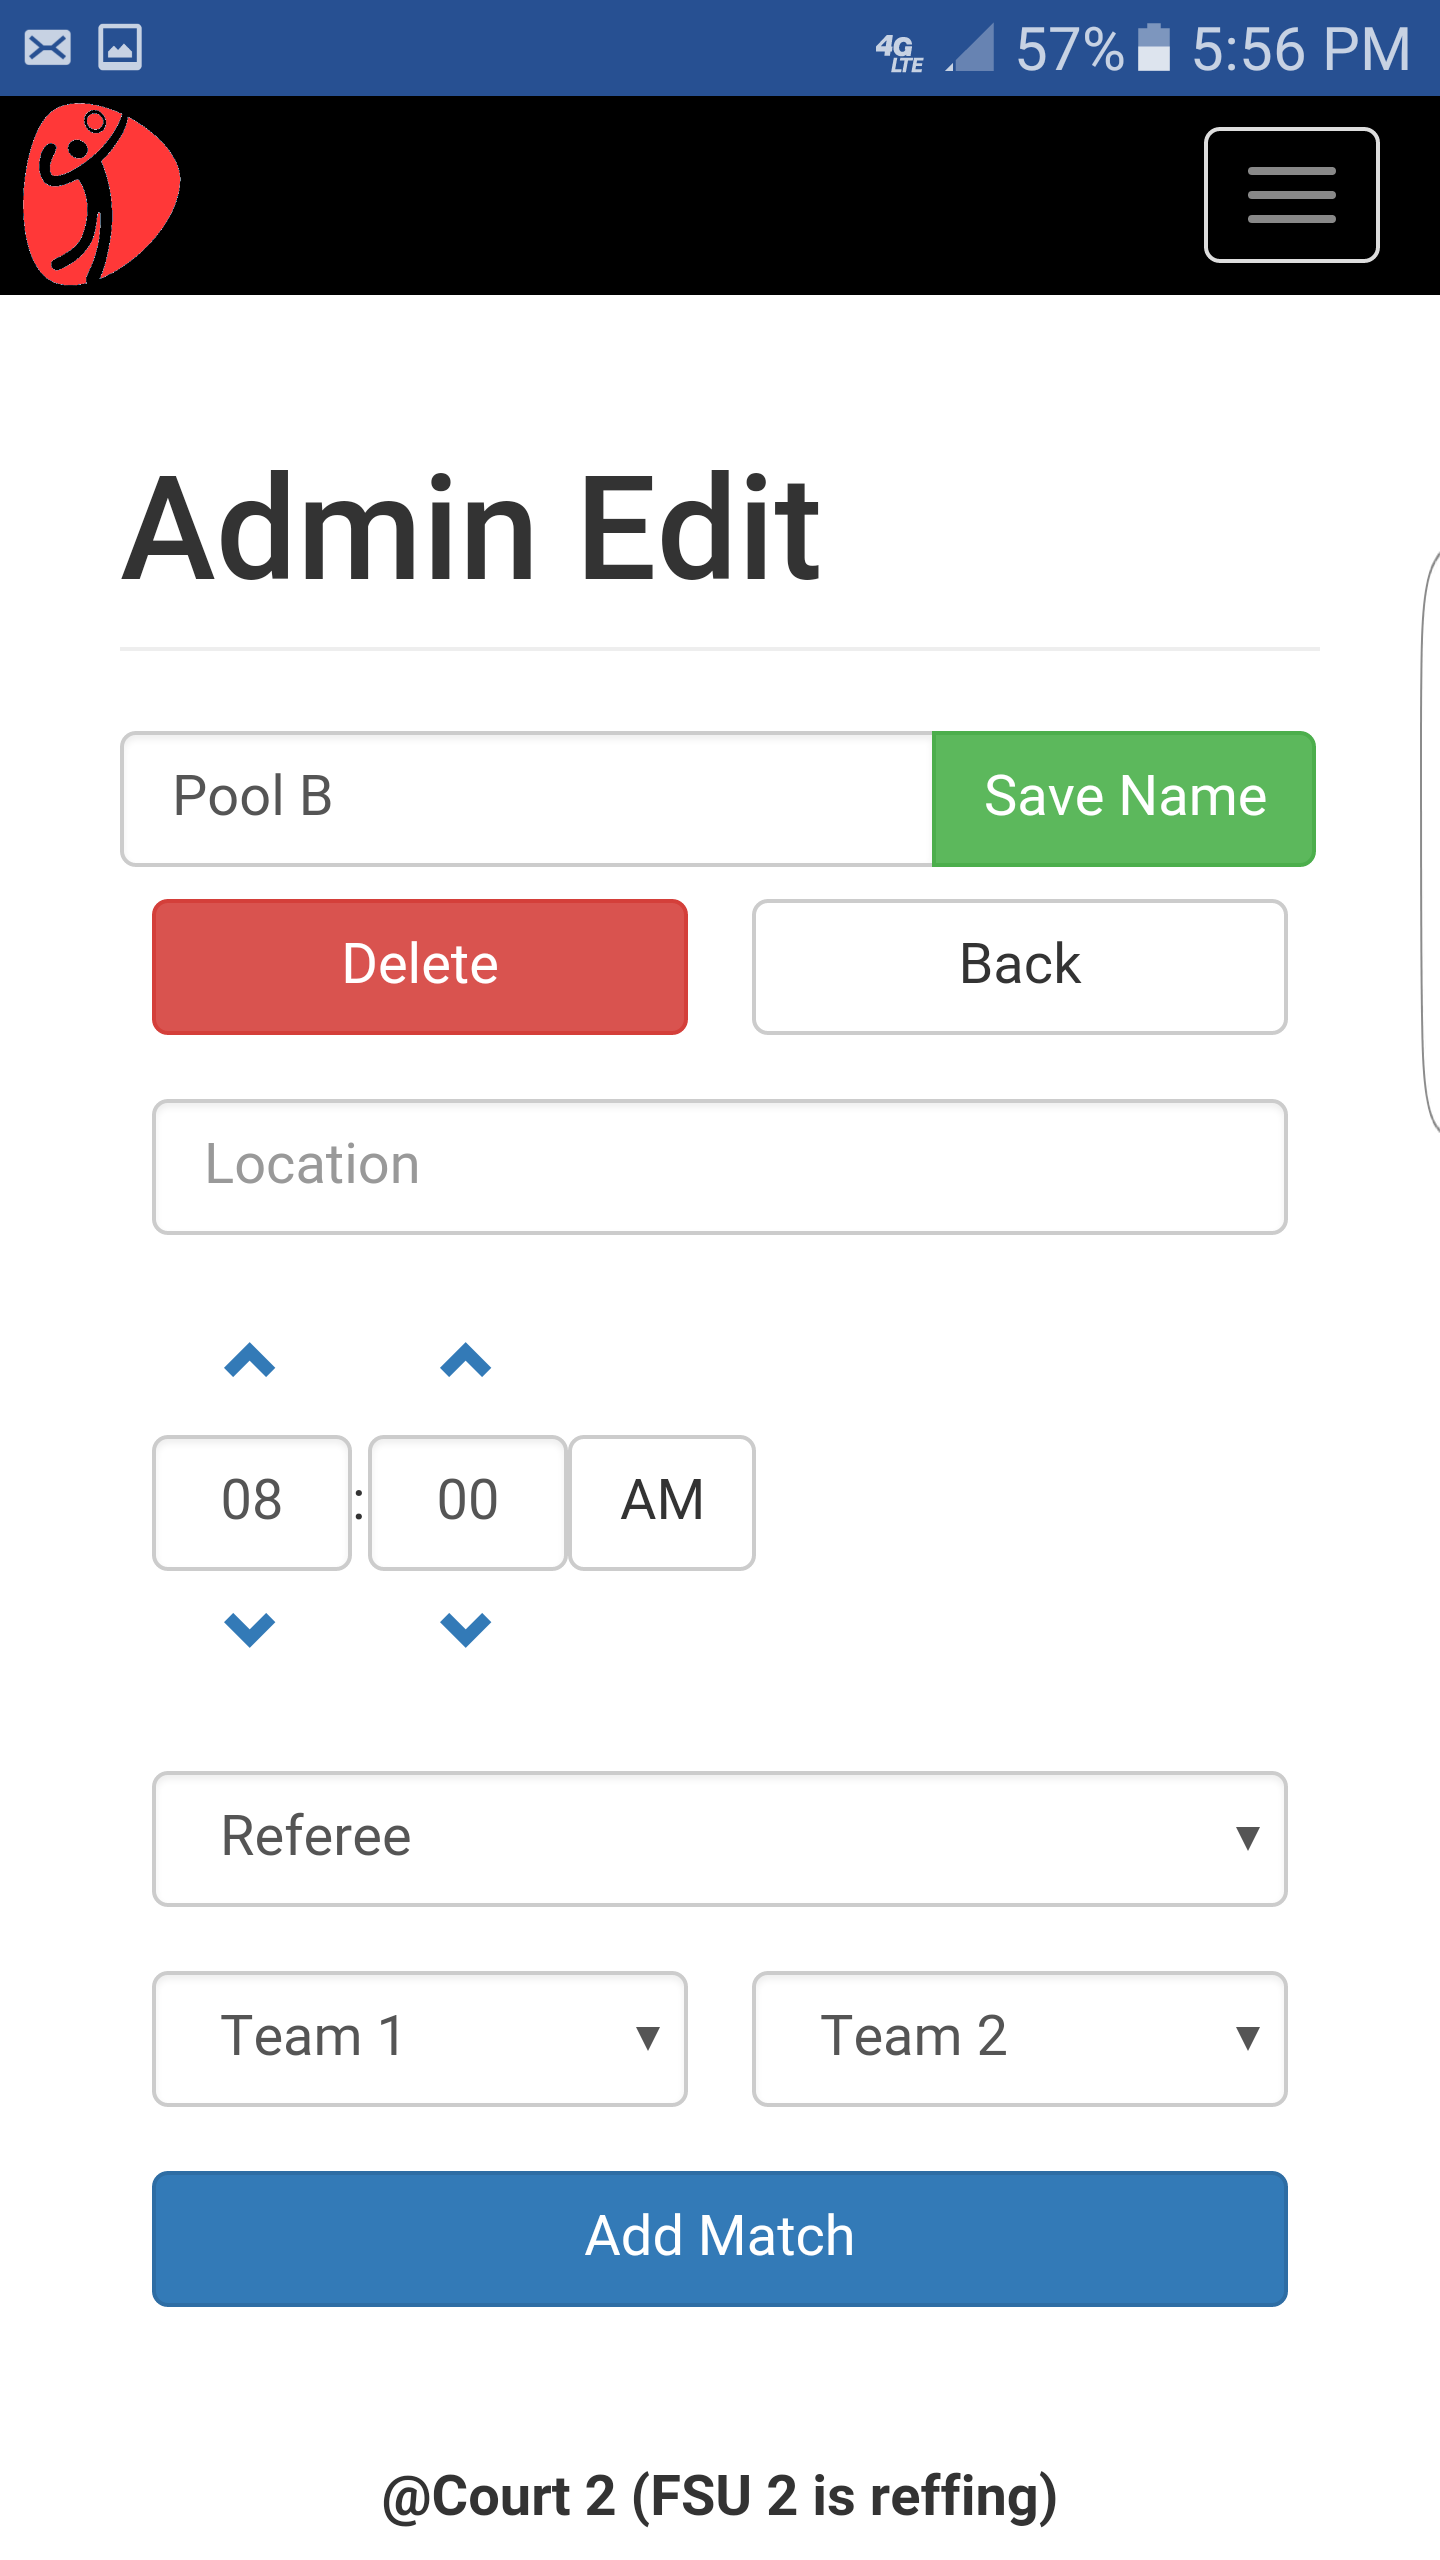 4G LTE 57% 5:56 PM
Admin Edit
Pool B Save Name
Delete Back
Location
08 : 00 AM
Referee
Team 1 Team 2
Add Match
@Court 2 (FSU 2 is reffing)